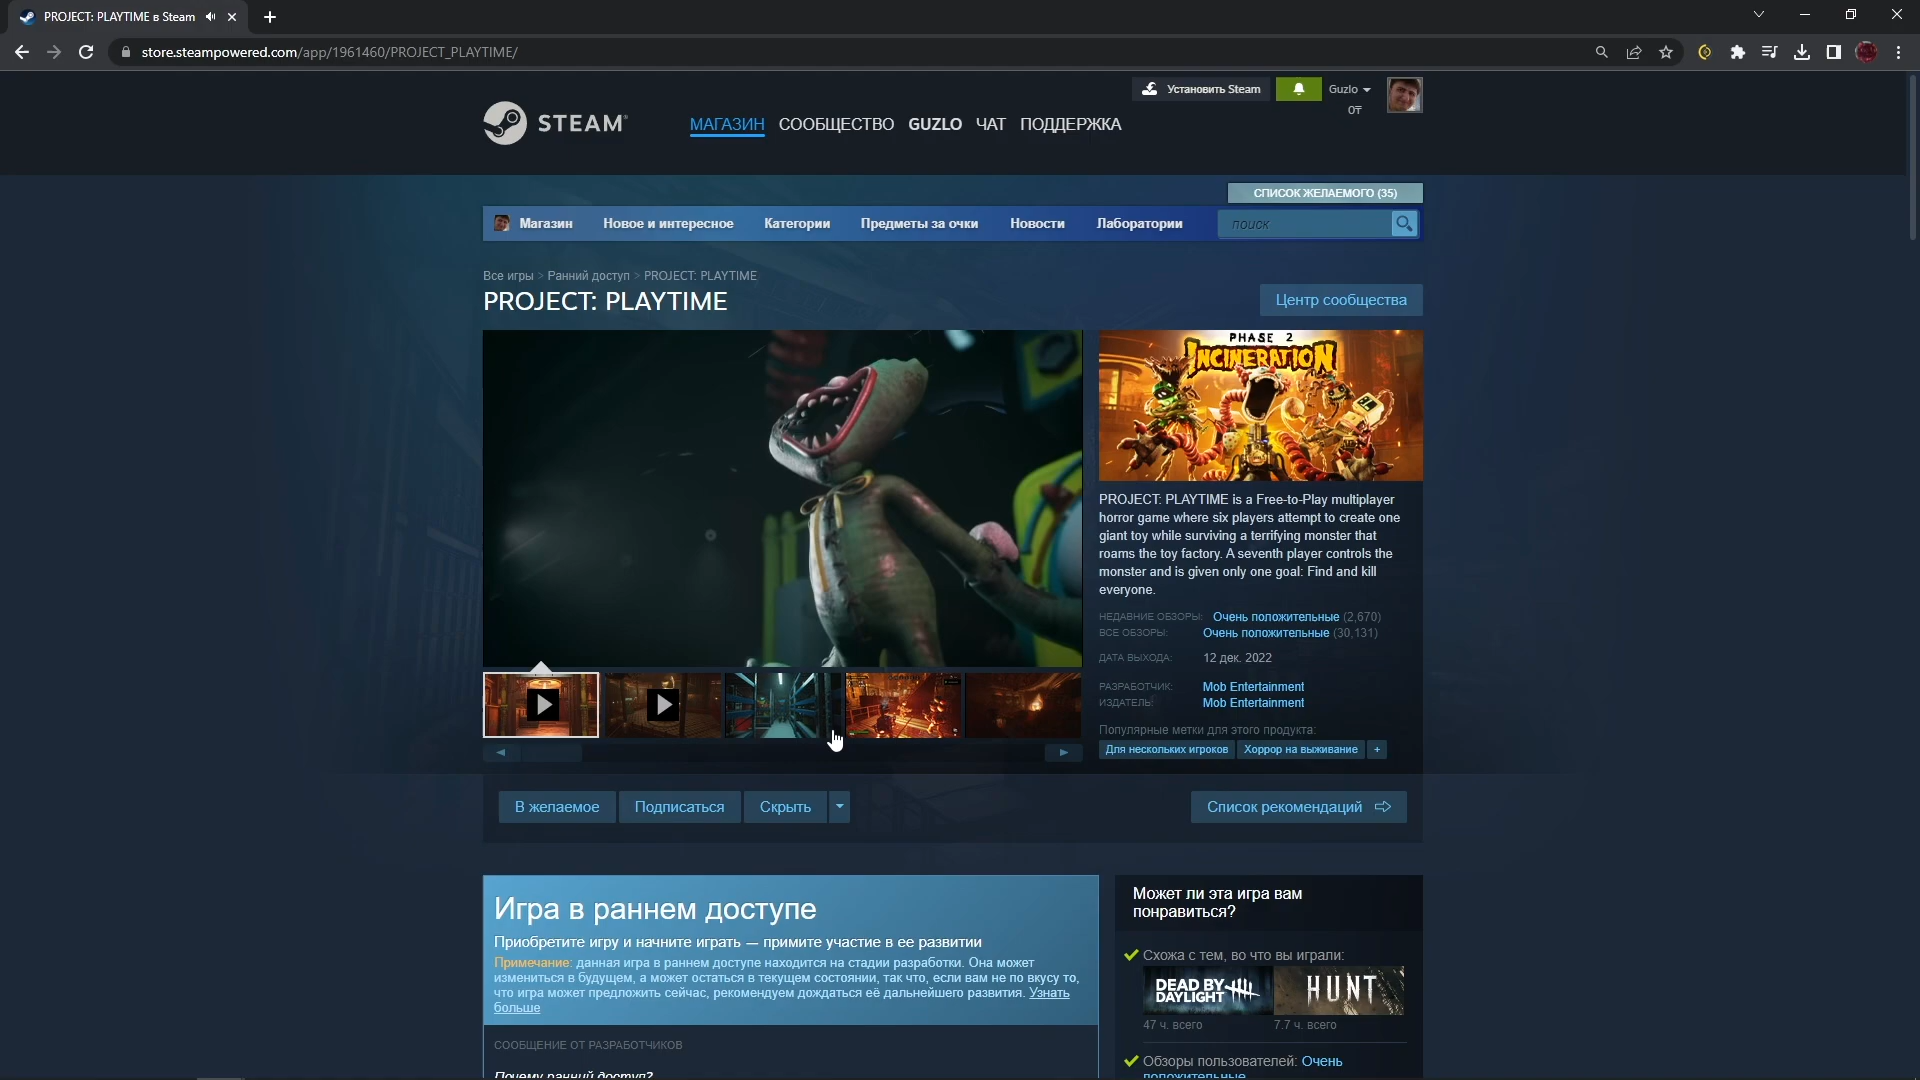 PROJECT: PLAYTIME в Steam
store.steampowered.com/app/1961460/PROJECT_PLAYTIME/
Установить Steam
Guzlo
0₸
STEAM
МАГАЗИН СООБЩЕСТВО GUZLO ЧАТ ПОДДЕРЖКА
СПИСОК ЖЕЛАЕМОГО (35)
Магазин Новое и интересное Категории Предметы за очки Новости Лаборатории поиск
Все игры > Ранний доступ > PROJECT: PLAYTIME
PROJECT: PLAYTIME
Центр сообщества
PHASE 2
INCINERATION
PROJECT: PLAYTIME is a Free-to-Play multiplayer
horror game where six players attempt to create one
giant toy while surviving a terrifying monster that
roams the toy factory. A seventh player controls the
monster and is given only one goal: Find and kill
everyone.
НЕДАВНИЕ ОБЗОРЫ: Очень положительные (2,670)
ВСЕ ОБЗОРЫ: Очень положительные (30,131)
ДАТА ВЫХОДА: 12 дек. 2022
РАЗРАБОТЧИК: Mob Entertainment
ИЗДАТЕЛЬ: Mob Entertainment
Популярные метки для этого продукта:
Для нескольких игроков Хоррор на выживание +
В желаемое Подписаться Скрыть
Список рекомендаций
Игра в раннем доступе
Приобретите игру и начните играть — примите участие в ее развитии
Примечание: данная игра в раннем доступе находится на стадии разработки. Она может
измениться в будущем, а может остаться в текущем состоянии, так что, если вам не по вкусу то,
что игра может предложить сейчас, рекомендуем дождаться её дальнейшего развития. Узнать
больше
СООБЩЕНИЕ ОТ РАЗРАБОТЧИКОВ
Почему ранний доступ?
Может ли эта игра вам
понравиться?
Схожа с тем, во что вы играли:
DEAD BY
DAYLIGHT
HUNT
47 ч. всего 7.7 ч. всего
Обзоры пользователей: Очень
положительные